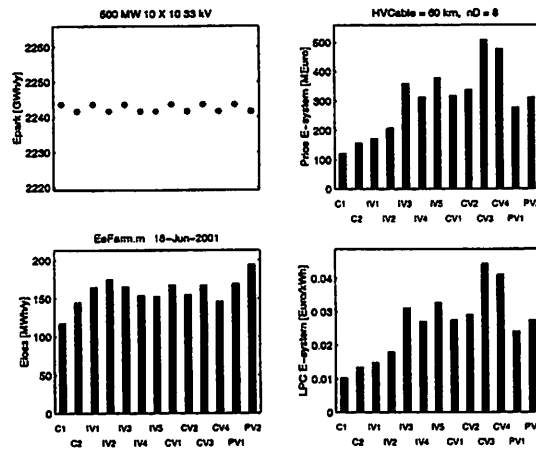 500 MW 10 X 10 33 kV
Epark [GWh/y]
2260
2250
2240
2230
2220
HVCable = 60 km, nD = 8
Price E-system [MEuro]
500
400
300
200
100
0
C1 IV1 IV3 IV5 CV2 CV4 PV2
C2 IV2 IV4 CV1 CV3 PV1
EeFarm.m 18-Jun-2001
Eloss [MWh/y]
200
150
100
50
0
C1 IV1 IV3 IV5 CV2 CV4 PV2
C2 IV2 IV4 CV1 CV3 PV1
LPC E-system [Euro/kWh]
0.04
0.03
0.02
0.01
0
C1 IV1 IV3 IV5 CV2 CV4 PV2
C2 IV2 IV4 CV1 CV3 PV1